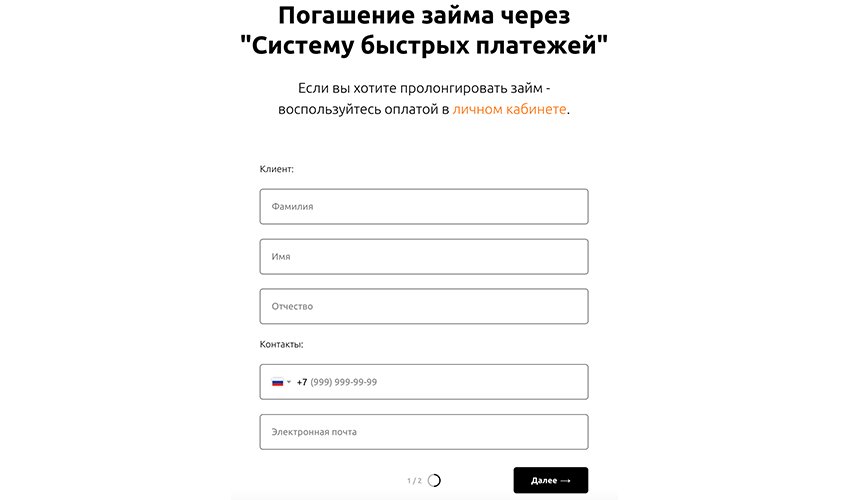 Погашение займа через
"Систему быстрых платежей"
Если вы хотите пролонгировать займ -
воспользуйтесь оплатой в личном кабинете.
Клиент:
Фамилия
Имя
Отчество
Контакты:
+7 (999) 999-99-99
Электронная почта
1 / 2
Далее →